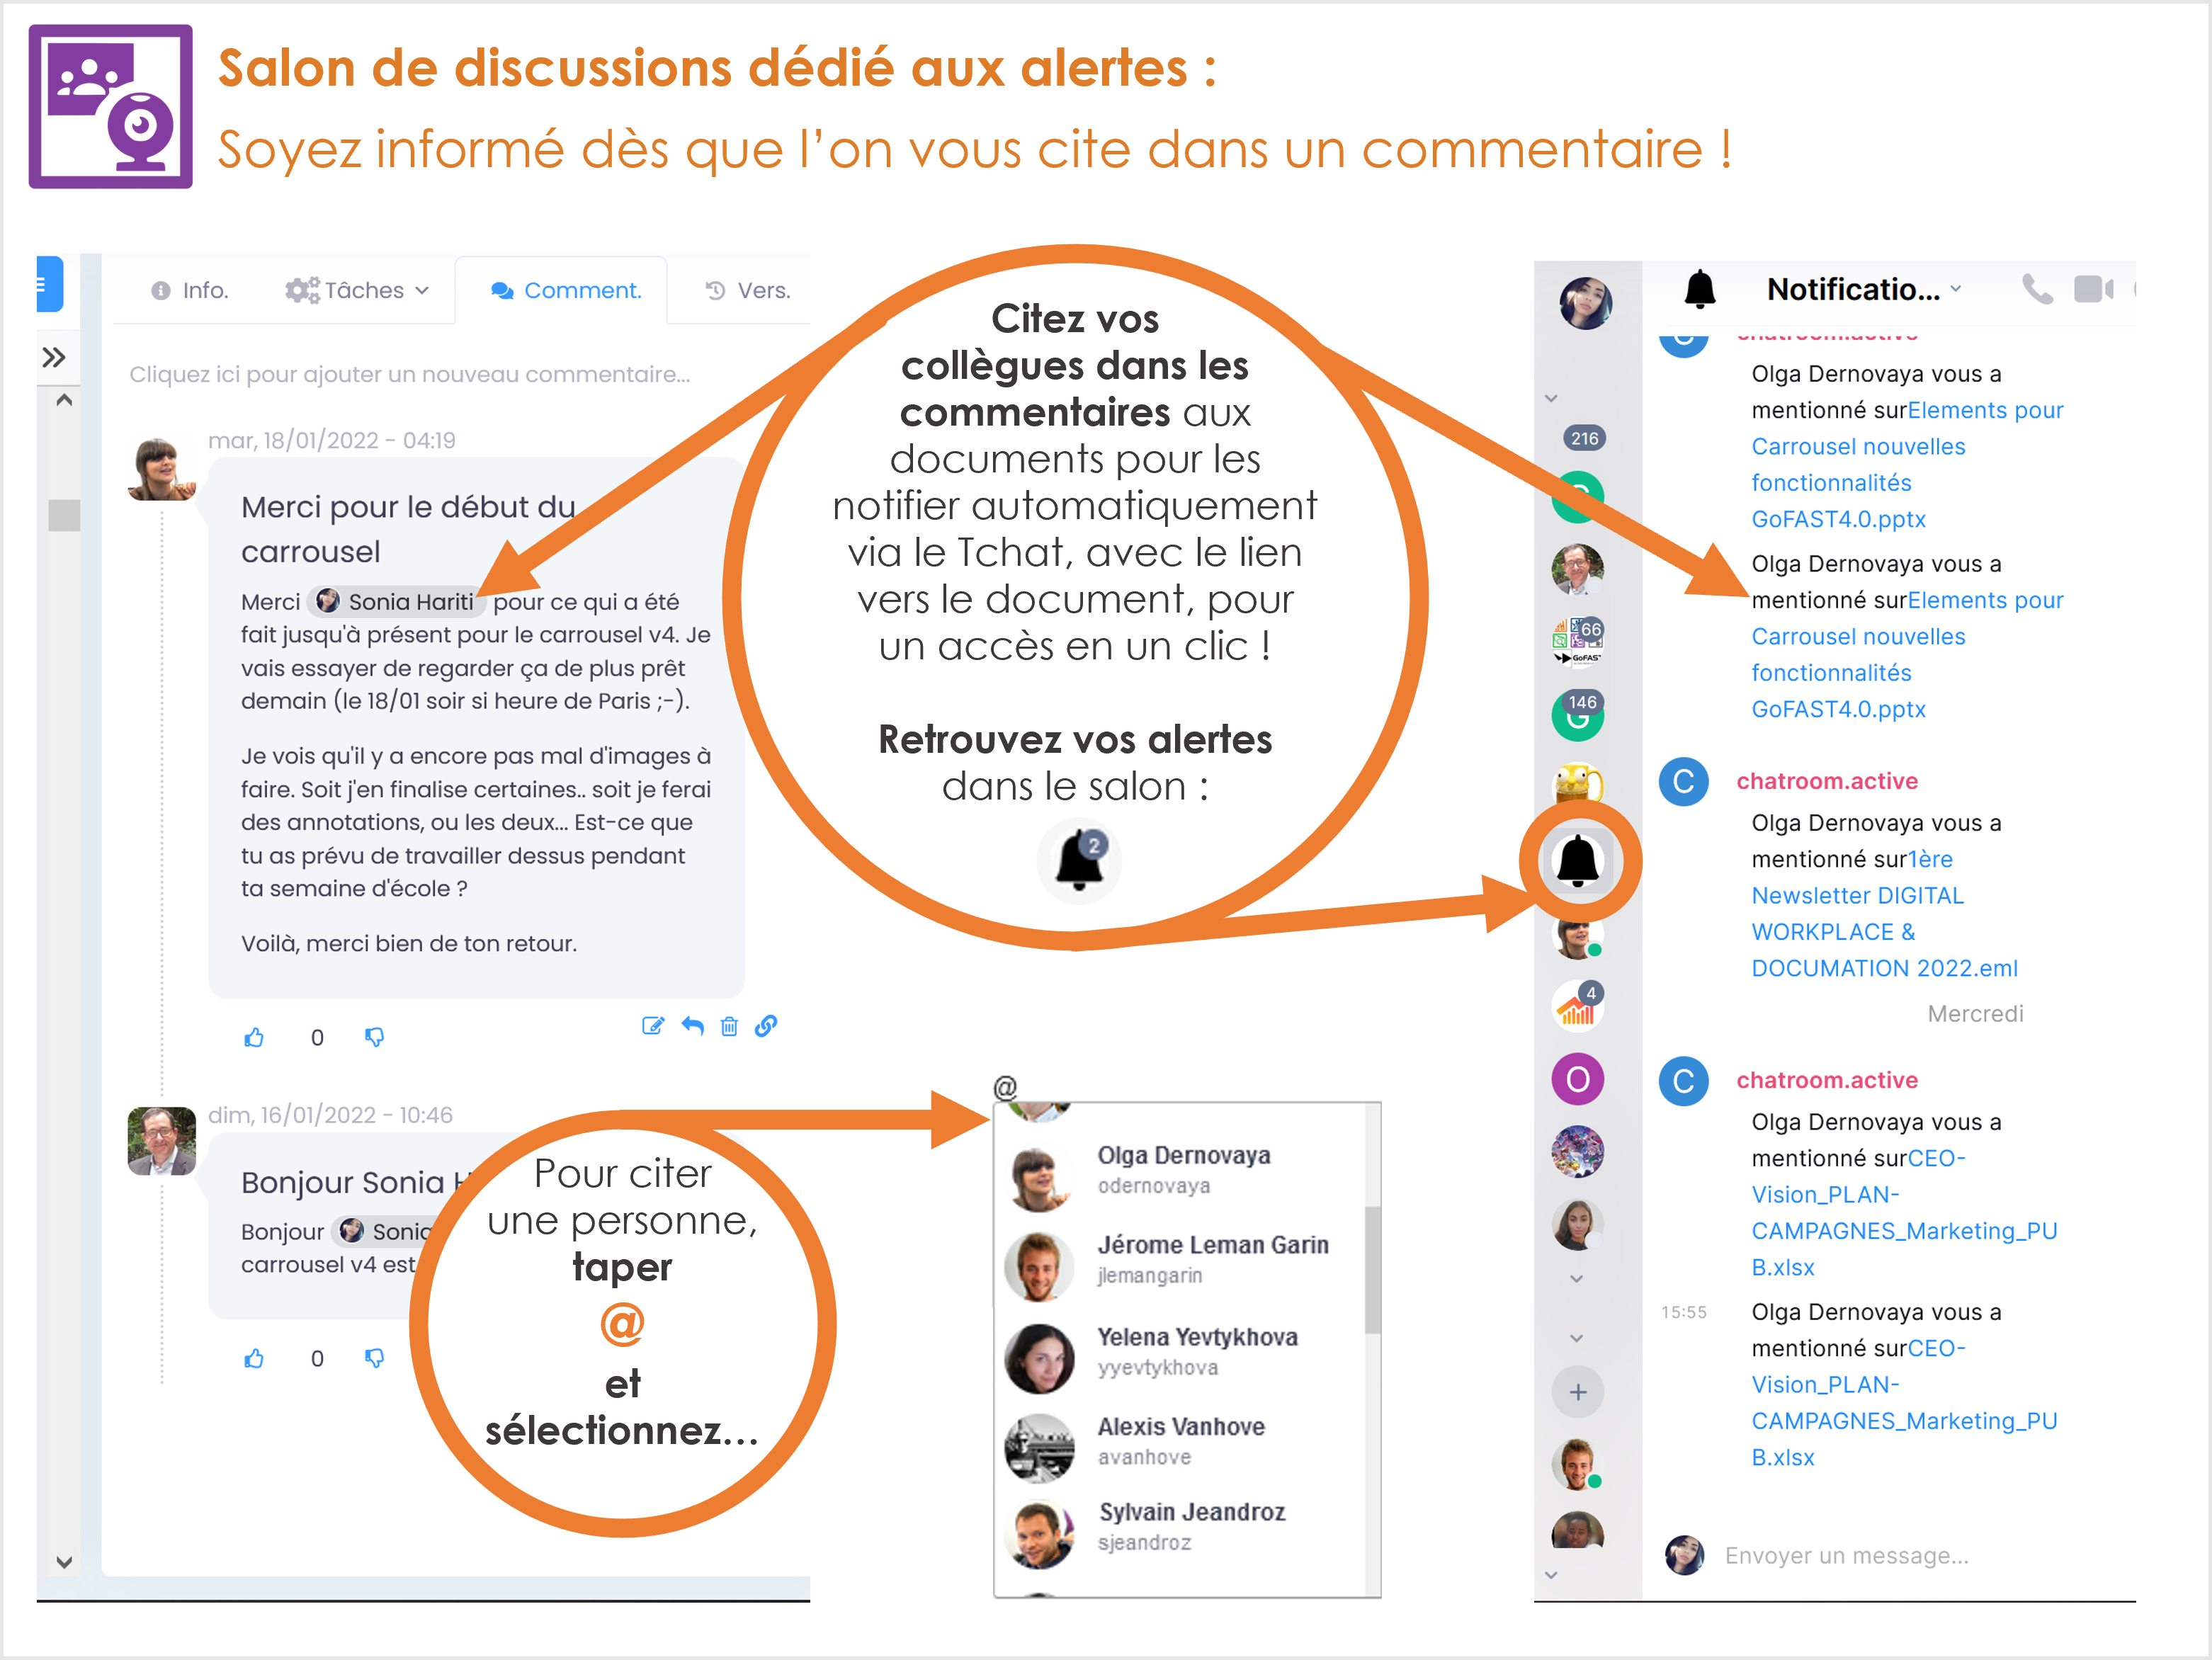 Salon de discussions dédié aux alertes :
Soyez informé dès que l'on vous cite dans un commentaire !
Info.
Tâches
Comment.
Vers.
Cliquez ici pour ajouter un nouveau commentaire...
mar, 18/01/2022 - 04:19
Merci pour le début du
carrousel
Merci Sonia Hariti pour ce qui a été
fait jusqu'à présent pour le carrousel v4. Je
vais essayer de regarder ça de plus prêt
demain (le 18/01 soir si heure de Paris ;-).
Je vois qu'il y a encore pas mal d'images à
faire. Soit j'en finalise certaines.. soit je ferai
des annotations, ou les deux... Est-ce que
tu as prévu de travailler dessus pendant
ta semaine d'école ?
Voilà, merci bien de ton retour.
0
dim, 16/01/2022 - 10:46
Bonjour Sonia
Bonjour Sonia
carrousel v4 est
0
Citez vos
collègues dans les
commentaires aux
documents pour les
notifier automatiquement
via le Tchat, avec le lien
vers le document, pour
un accès en un clic !
Retrouvez vos alertes
dans le salon :
2
Pour citer
une personne,
taper
@
et
sélectionnez...
@
Olga Dernovaya
odernovaya
Jérome Leman Garin
jlemangarin
Yelena Yevtykhova
yyevtykhova
Alexis Vanhove
avanhove
Sylvain Jeandroz
sjeandroz
216
66
GoFAST
146
G
4
O
+
Notificatio...
chatroom.active
Olga Dernovaya vous a
mentionné surElements pour
Carrousel nouvelles
fonctionnalités
GoFAST4.0.pptx
Olga Dernovaya vous a
mentionné surElements pour
Carrousel nouvelles
fonctionnalités
GoFAST4.0.pptx
C
chatroom.active
Olga Dernovaya vous a
mentionné sur1ère
Newsletter DIGITAL
WORKPLACE &
DOCUMATION 2022.eml
Mercredi
C
chatroom.active
Olga Dernovaya vous a
mentionné surCEO-
Vision_PLAN-
CAMPAGNES_Marketing_PU
B.xlsx
15:55
Olga Dernovaya vous a
mentionné surCEO-
Vision_PLAN-
CAMPAGNES_Marketing_PU
B.xlsx
Envoyer un message...